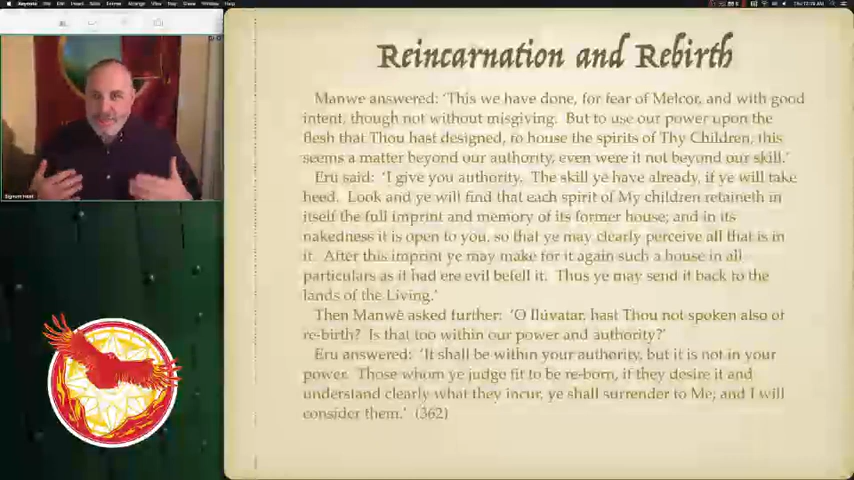 Reincarnation and Rebirth
Manwe answered: 'This we have done, for fear of Melcor, and with good
intent, though not without misgiving. But to use our power upon the
flesh that Thou hast designed, to house the spirits of Thy Children, this
seems a matter beyond our authority, even were it not beyond our skill.'
Eru said: 'I give you authority. The skill ye have already, if ye will take
heed. Look and ye will find that each spirit of My children retaineth in
itself the full imprint and memory of its former house; and in its
nakedness it is open to you, so that ye may clearly perceive all that is in
it. After this imprint ye may make for it again such a house in all
particulars as it had ere evil befell it. Thus ye may send it back to the
lands of the Living.'
Then Manwë asked further: 'O Ilúvatar, hast Thou not spoken also of
re-birth? Is that too within our power and authority?'
Eru answered: 'It shall be within your authority, but it is not in your
power. Those whom ye judge fit to be re-born, if they desire it and
understand clearly what they incur, ye shall surrender to Me; and I will
consider them.' (362)